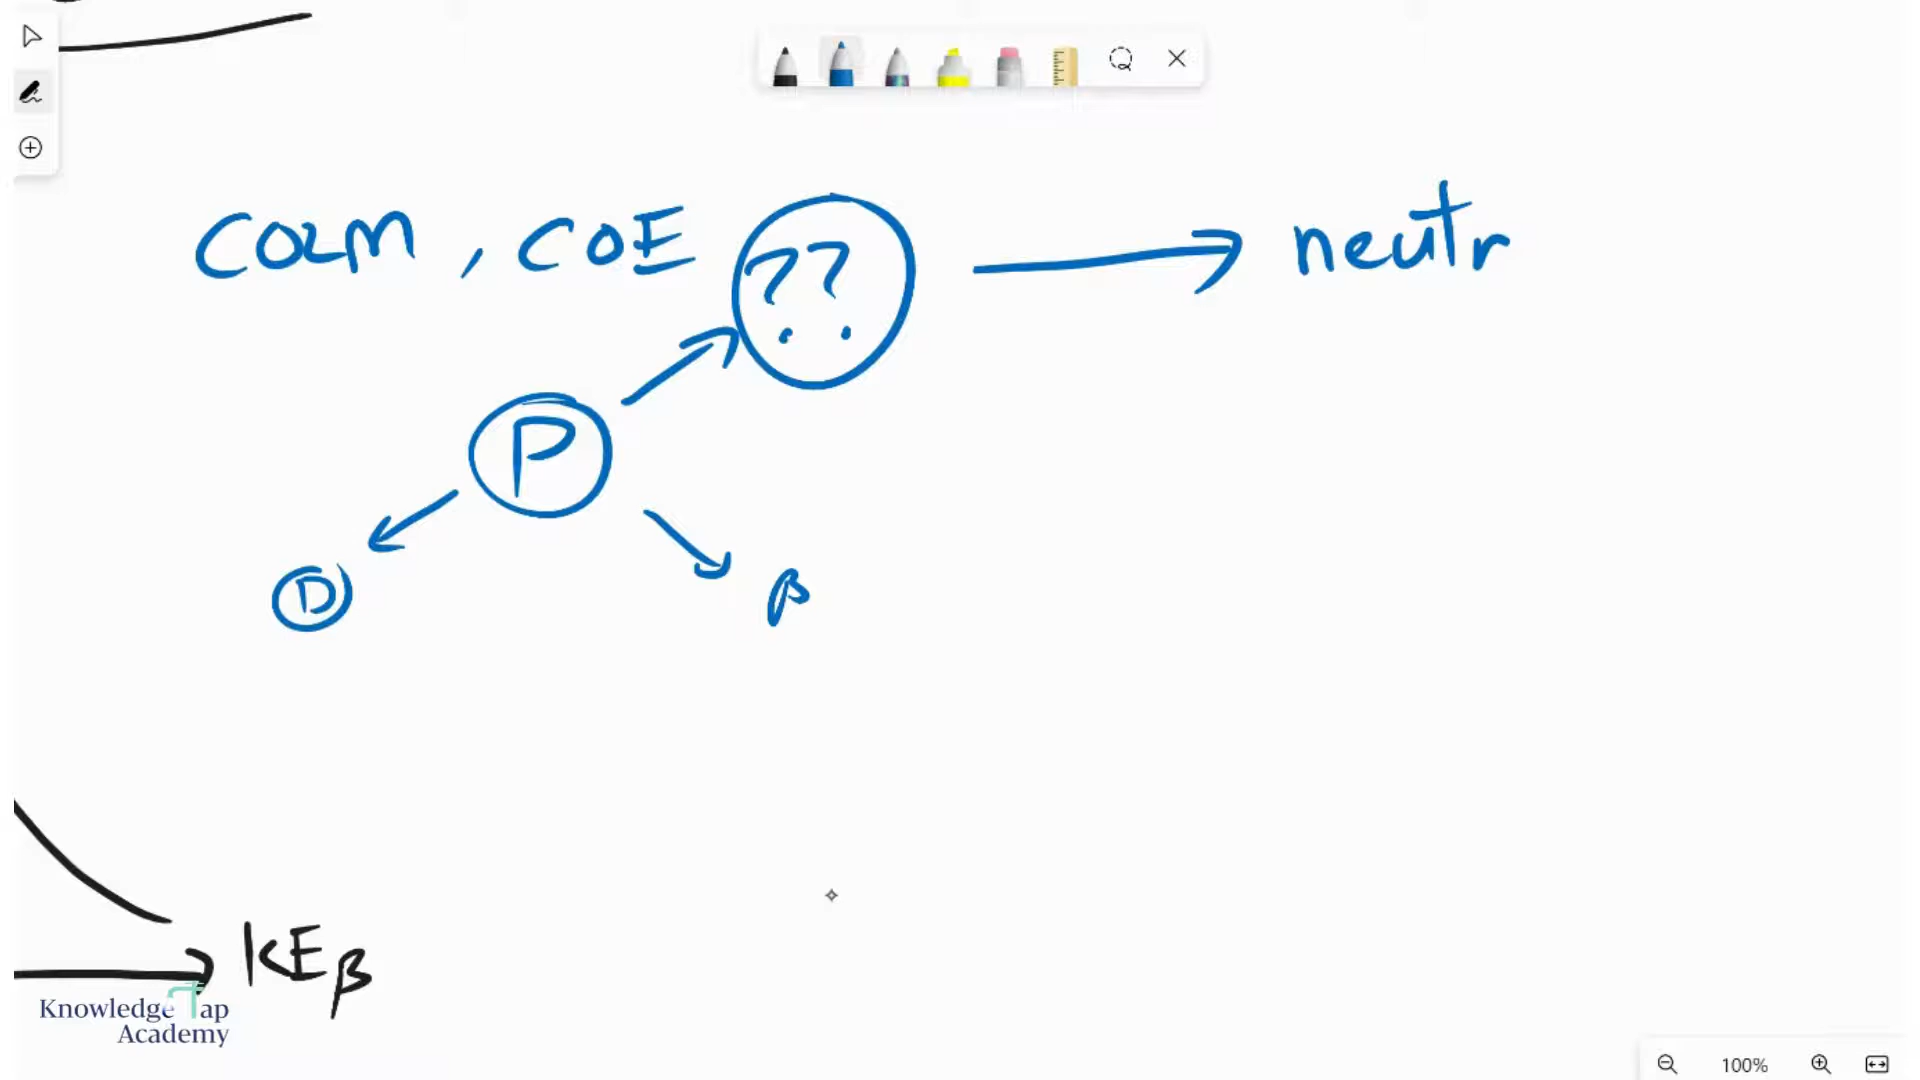 COLM, COE ?? → neutr
P
D
β
KEβ
Knowledge Tap
Academy
100%